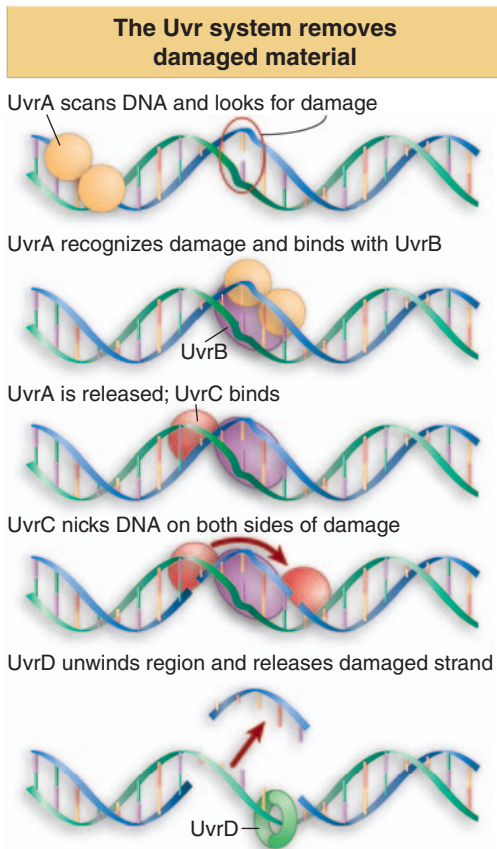 The Uvr system removes
damaged material
UvrA scans DNA and looks for damage
UvrA recognizes damage and binds with UvrB
UvrB
UvrA is released; UvrC binds
UvrC nicks DNA on both sides of damage
UvrD unwinds region and releases damaged strand
UvrD